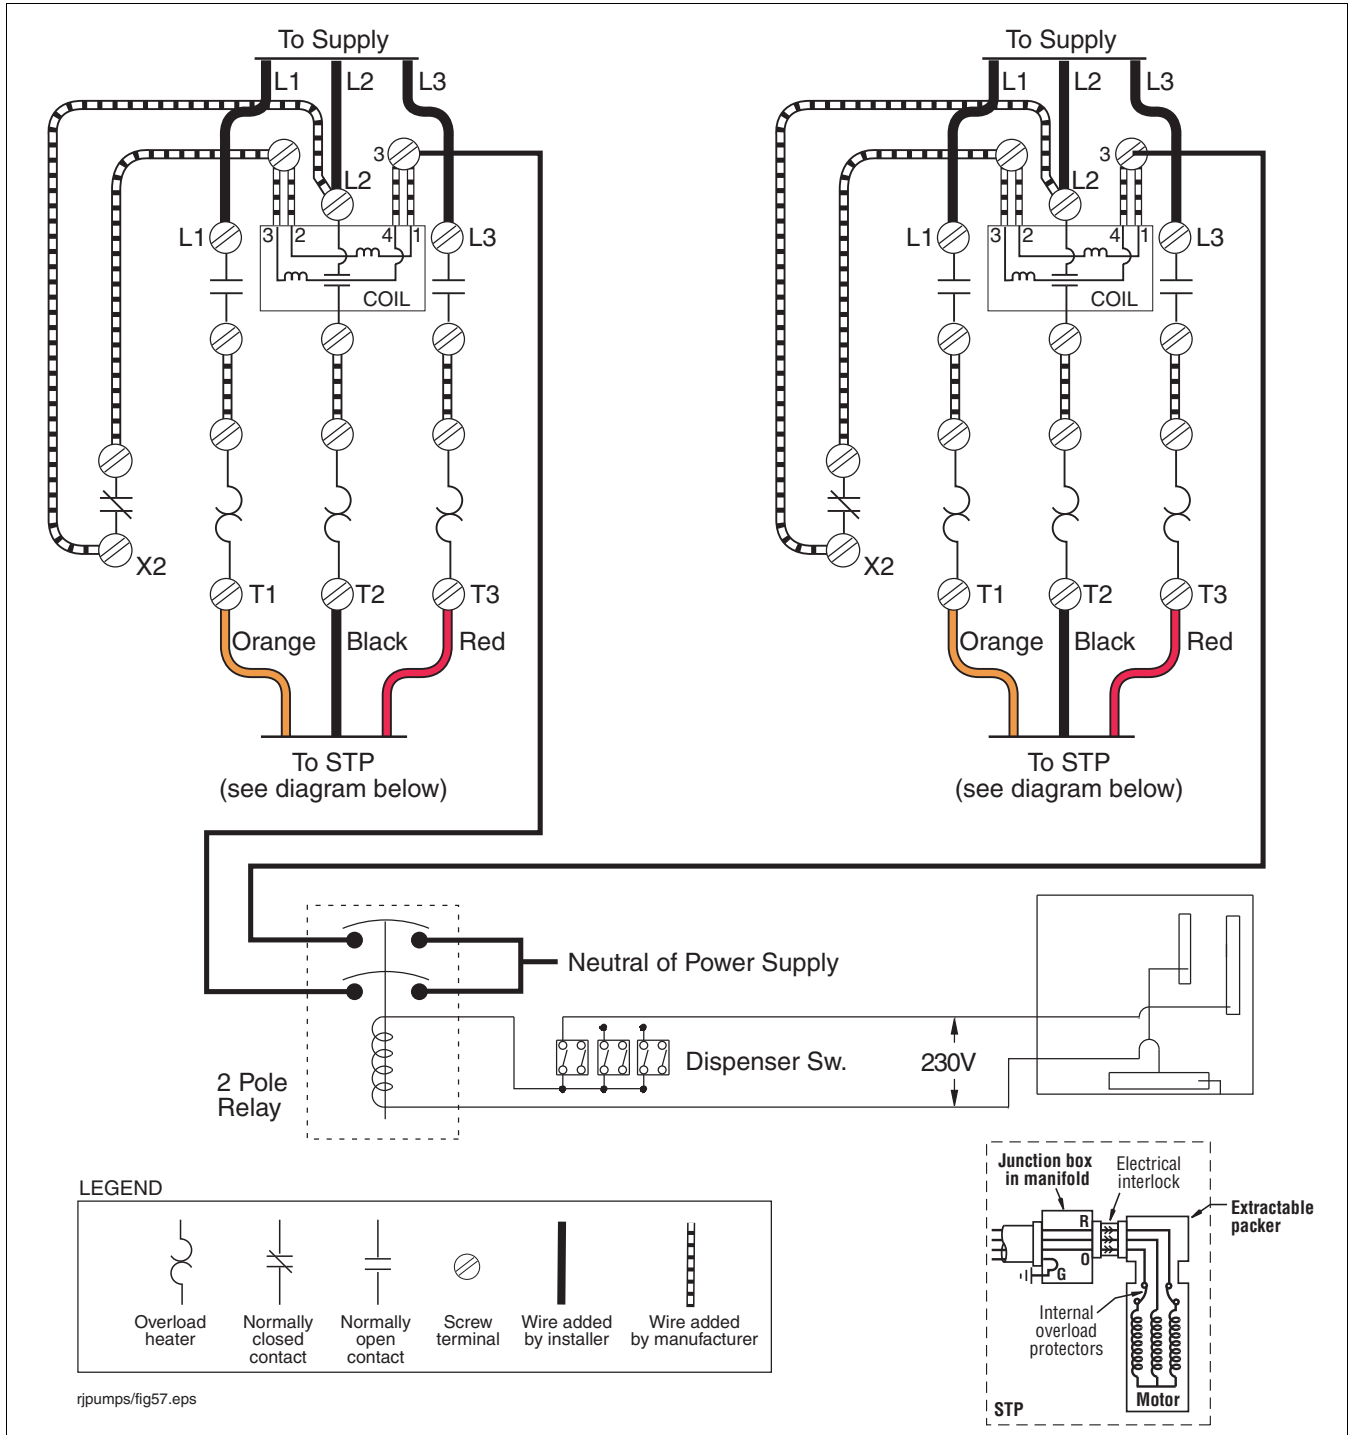 To Supply
L1
L2
L3
3
L2
L1
3
2
4
1
L3
COIL
X2
T1
T2
T3
Orange
Black
Red
To STP
(see diagram below)
To Supply
L1
L2
L3
3
L2
L1
3
2
4
1
L3
COIL
X2
T1
T2
T3
Orange
Black
Red
To STP
(see diagram below)
Neutral of Power Supply
Dispenser Sw.
230V
2 Pole
Relay
LEGEND
Overload
heater
Normally
closed
contact
Normally
open
contact
Screw
terminal
Wire added
by installer
Wire added
by manufacturer
rjpumps/fig57.eps
Junction box
in manifold
Electrical
interlock
Extractable
packer
R
O
G
Internal
overload
protectors
Motor
STP